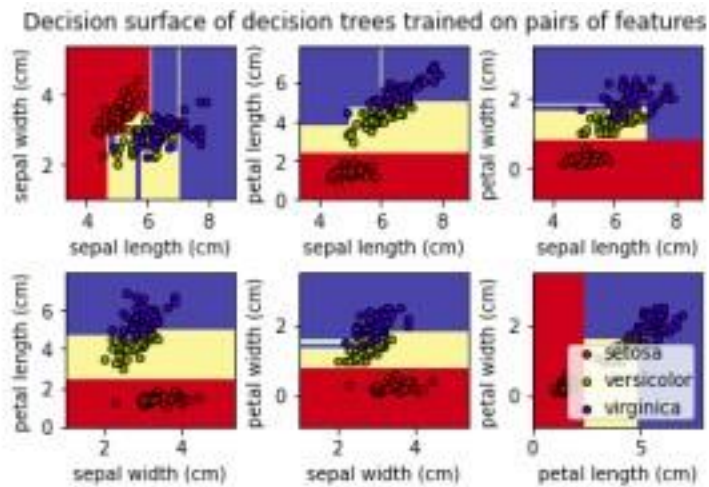 Decision surface of decision trees trained on pairs of features
sepal width (cm)
4
2
4 6 8
sepal length (cm)
petal length (cm)
6
4
2
0
4 6 8
sepal length (cm)
petal width (cm)
2
0
4 6 8
sepal length (cm)
petal length (cm)
6
4
2
0
2 4
sepal width (cm)
petal width (cm)
2
0
2 4
sepal width (cm)
petal width (cm)
2
0
setosa
versicolor
virginica
0 5
petal length (cm)